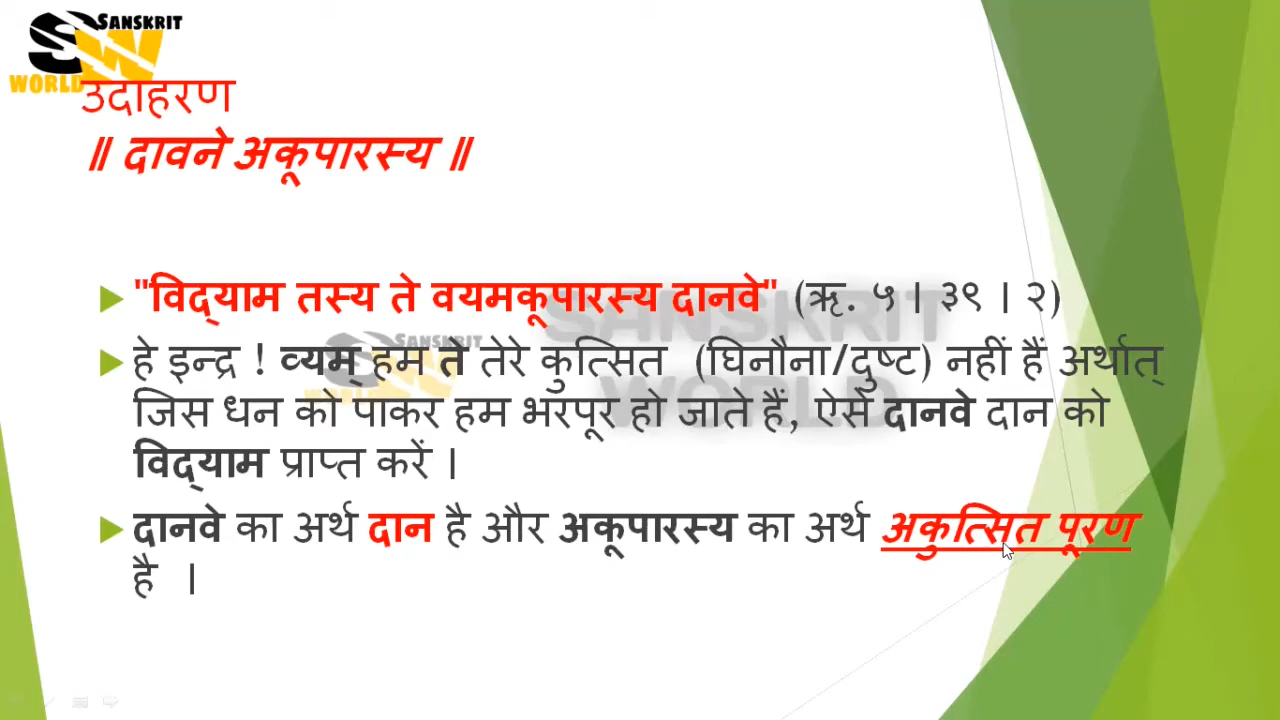 SANSKRIT
WORLD
उदाहरण
॥ दावने अकूपारस्य ॥
"विद्याम तस्य ते वयमकूपारस्य दानवे" (ऋ. ५ । ३९ । २)
हे इन्द्र ! व्यम् हम ते तेरे कुत्सित (घिनौना/दुष्ट) नहीं हैं अर्थात्
जिस धन को पाकर हम भरपूर हो जाते हैं, ऐसे दानवे दान को
विद्याम प्राप्त करें ।
दानवे का अर्थ दान है और अकूपारस्य का अर्थ अकुत्सित पूरण
है ।